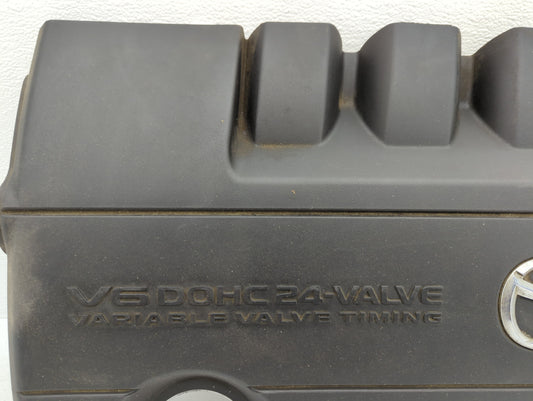 V6 DOHC 24-VALVE
VARIABLE VALVE TIMING